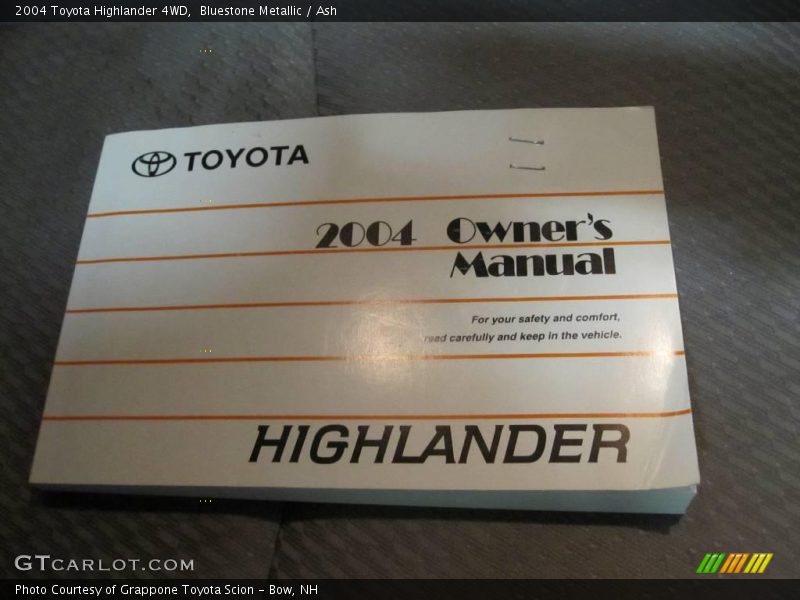 2004 Toyota Highlander 4WD,  Bluestone Metallic / Ash
TOYOTA
2004 Owner's
Manual
For your safety and comfort,
read carefully and keep in the vehicle.
HIGHLANDER
GTCARLOT.COM
Photo Courtesy of Grappone Toyota Scion - Bow, NH